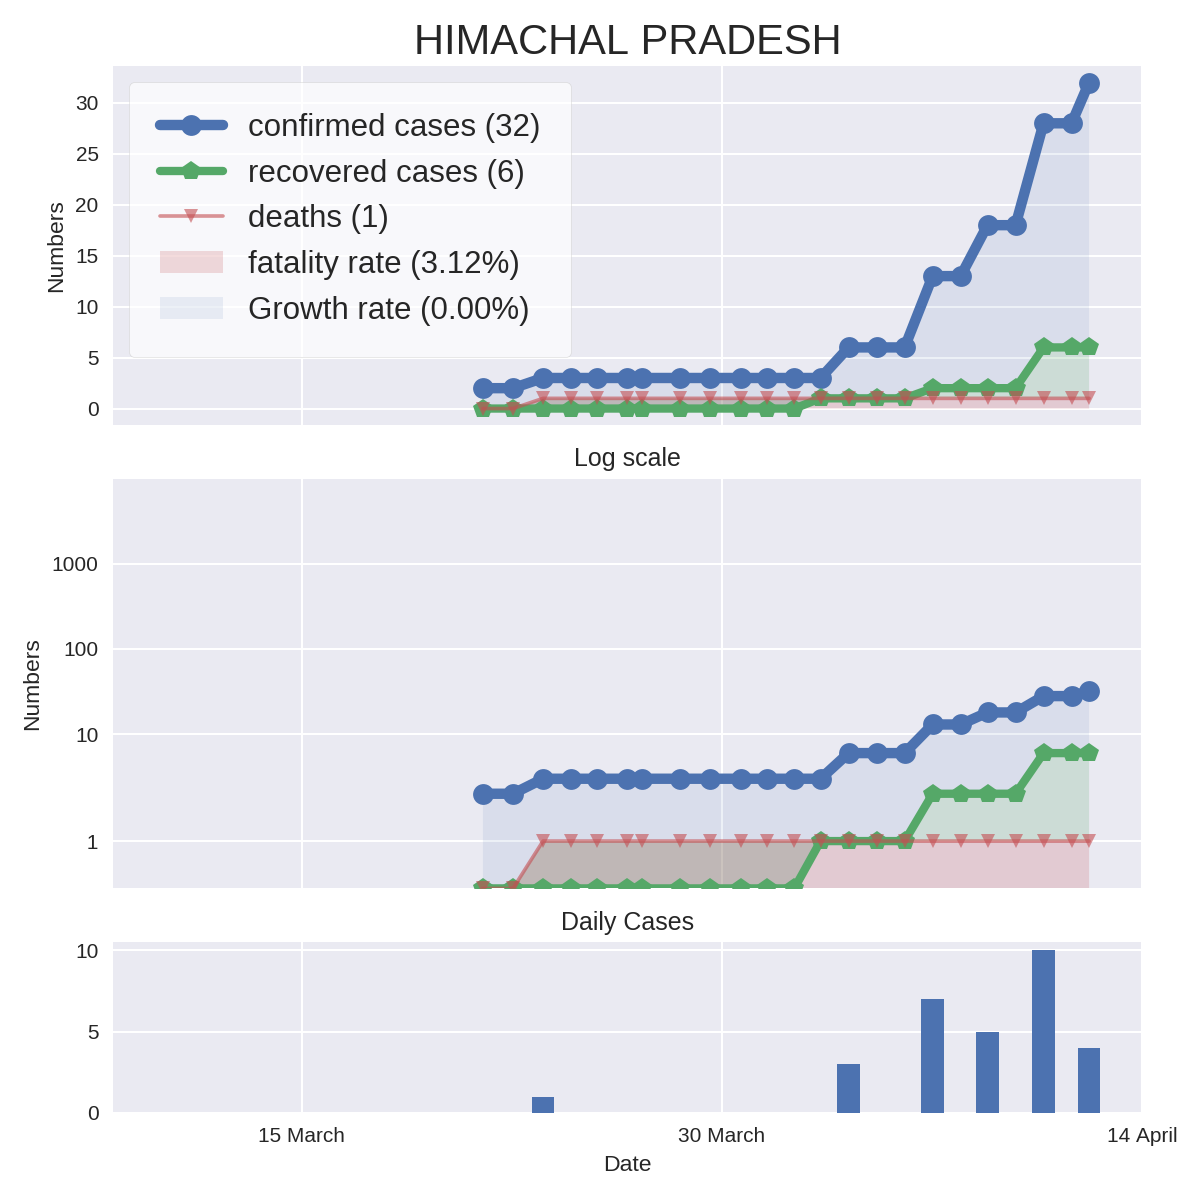 HIMACHAL PRADESH
confirmed cases (32)
recovered cases (6)
deaths (1)
fatality rate (3.12%)
Growth rate (0.00%)
Numbers
30
25
20
15
10
5
0
Log scale
Numbers
1000
100
10
1
Daily Cases
10
5
0
15 March
30 March
14 April
Date